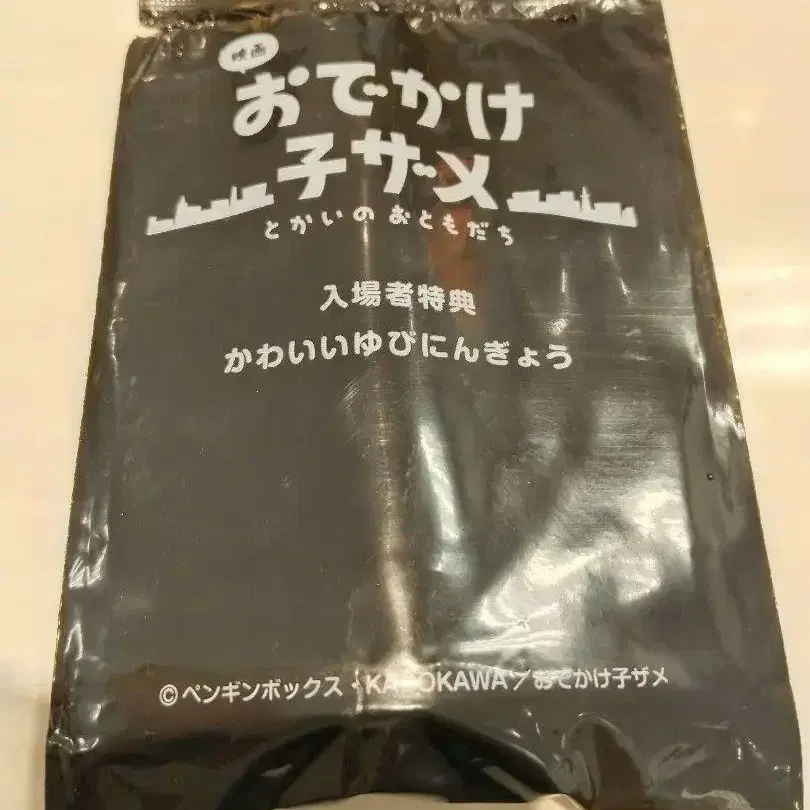 映画
おでかけ
子ザメ
とかいのおともだち
入場者特典
かわいいゆびにんぎょう
©ペンギンボックス・KADOKAWA／おでかけ子ザメ